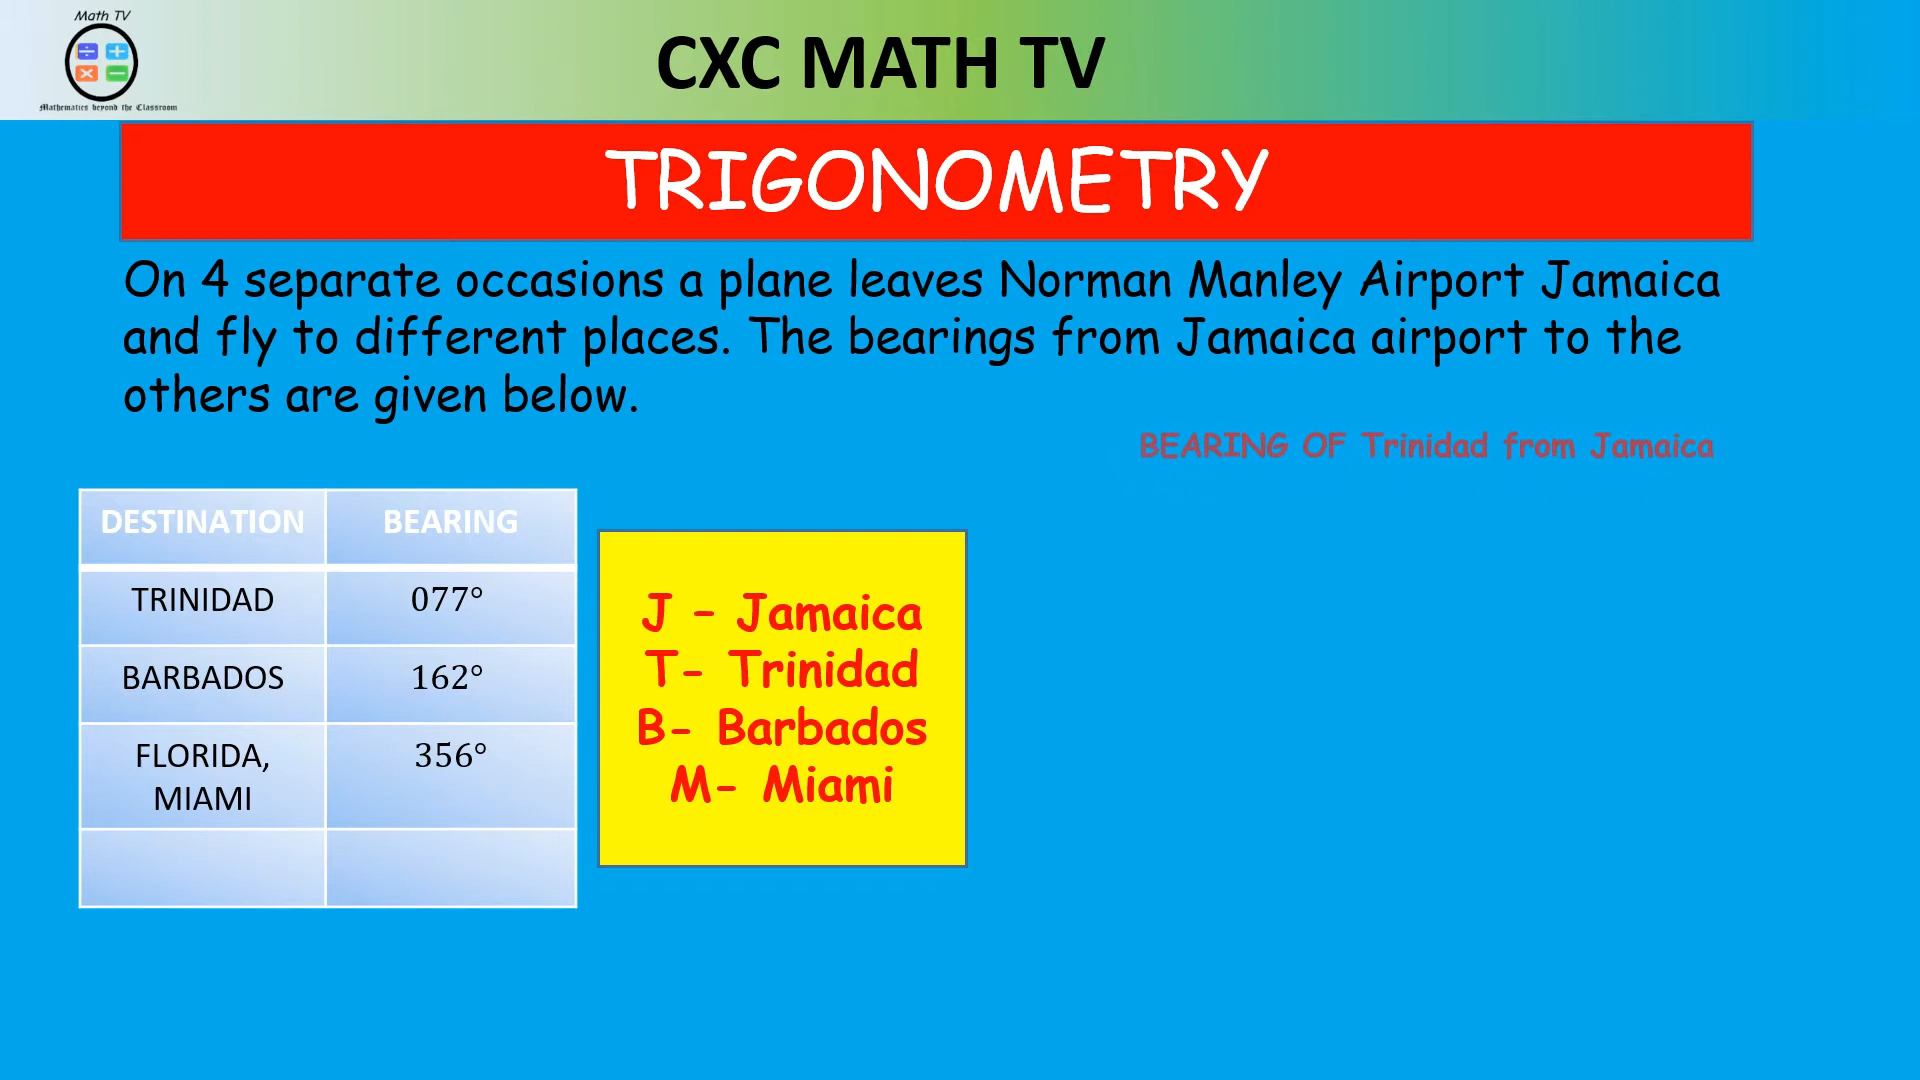 Math TV
Mathematics beyond the Classroom
CXC MATH TV
TRIGONOMETRY
On 4 separate occasions a plane leaves Norman Manley Airport Jamaica
and fly to different places. The bearings from Jamaica airport to the
others are given below.
BEARING OF Trinidad from Jamaica
DESTINATION BEARING
TRINIDAD 077°
BARBADOS 162°
FLORIDA, 356°
MIAMI
J - Jamaica
T- Trinidad
B- Barbados
M- Miami